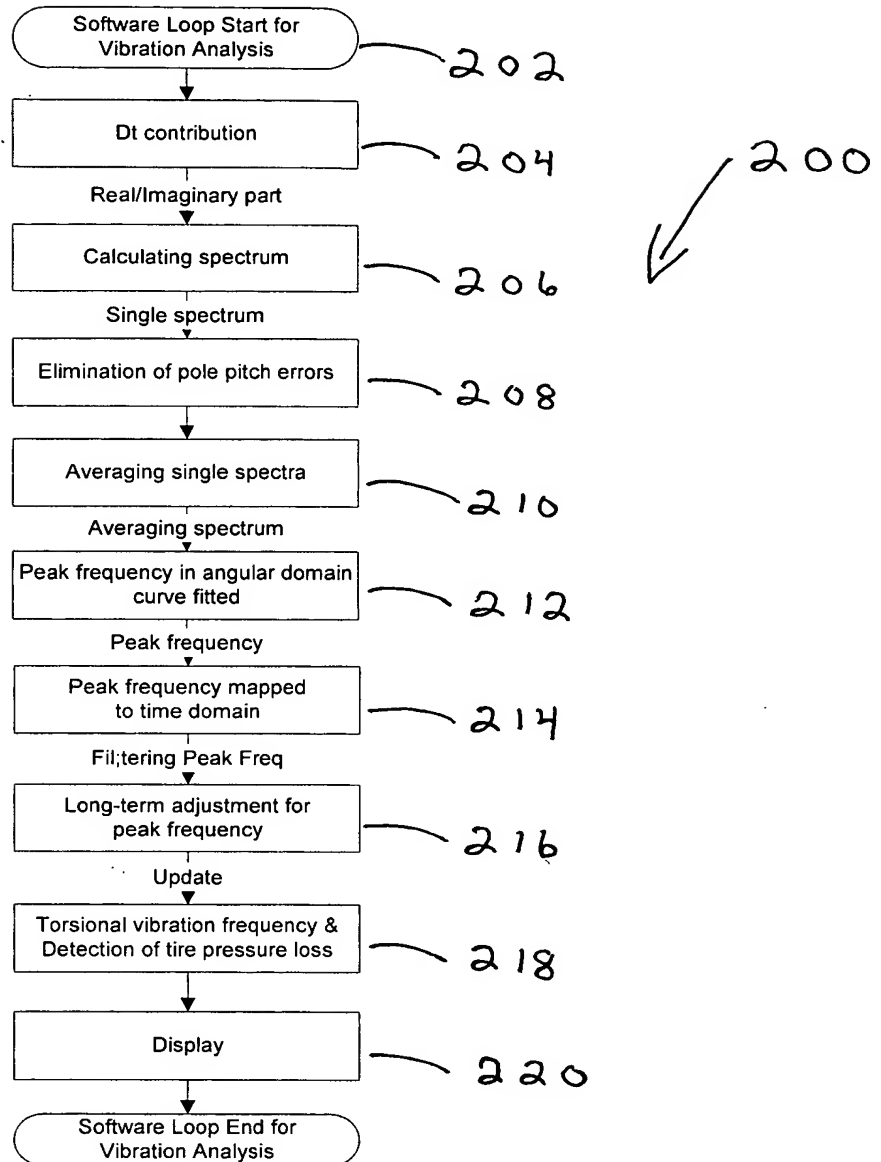 Software Loop Start for
Vibration Analysis
202
Dt contribution
204
200
Real/Imaginary part
Calculating spectrum
206
Single spectrum
Elimination of pole pitch errors
208
Averaging single spectra
210
Averaging spectrum
Peak frequency in angular domain
curve fitted
212
Peak frequency
Peak frequency mapped
to time domain
214
Fil;tering Peak Freq
Long-term adjustment for
peak frequency
216
Update
Torsional vibration frequency &
Detection of tire pressure loss
218
Display
220
Software Loop End for
Vibration Analysis